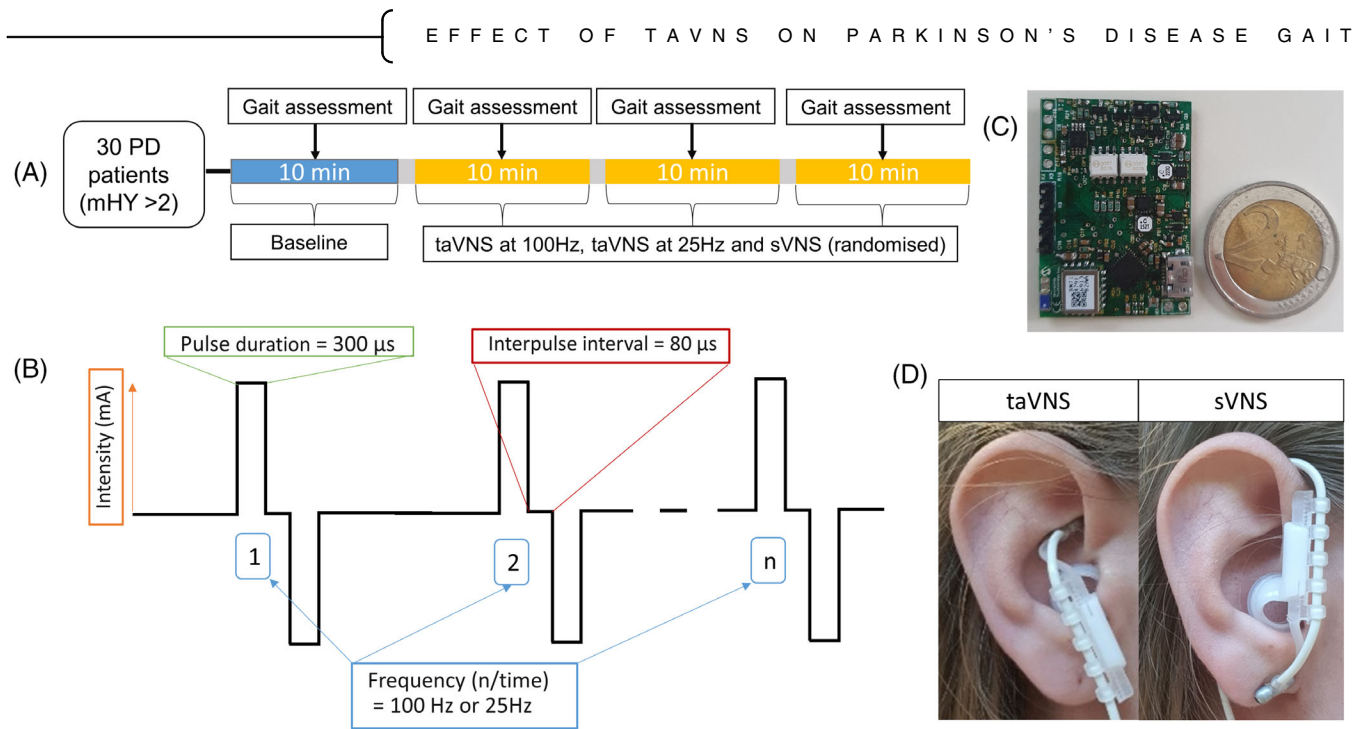 EFFECT OF TAVNS ON PARKINSON'S DISEASE GAIT
(A)
30 PD
patients
(mHY >2)
Gait assessment
Gait assessment
Gait assessment
Gait assessment
10 min
10 min
10 min
10 min
Baseline
taVNS at 100Hz, taVNS at 25Hz and sVNS (randomised)
(B)
Intensity (mA)
Pulse duration = 300 µs
Interpulse interval = 80 µs
1
2
n
Frequency (n/time)
= 100 Hz or 25Hz
(C)
2
(D)
taVNS
sVNS